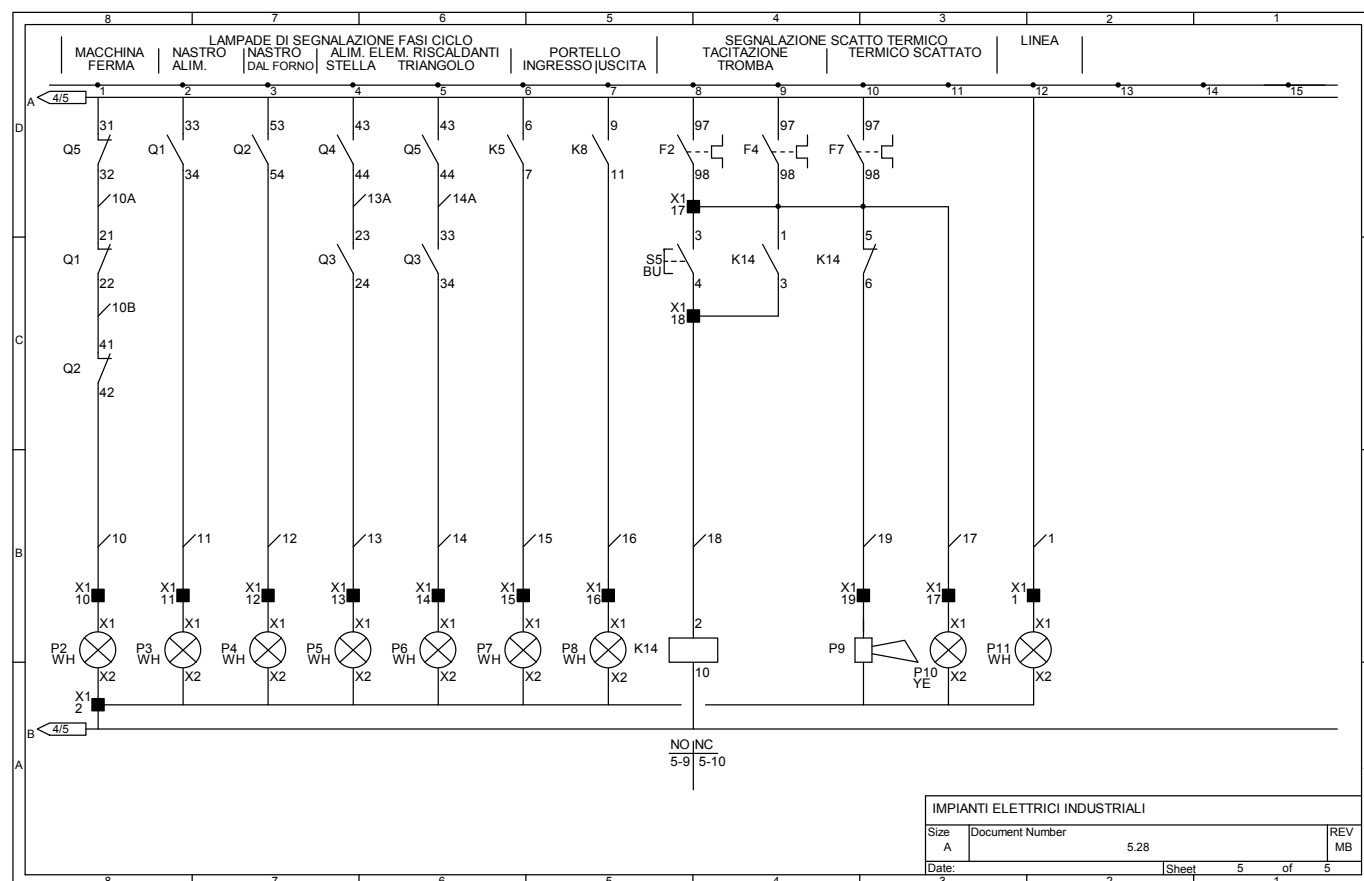 8 7 6 5 4 3 2 1
LAMPADE DI SEGNALAZIONE FASI CICLO SEGNALAZIONE SCATTO TERMICO LINEA
MACCHINA NASTRO NASTRO ALIM. ELEM. RISCALDANTI PORTELLO TACITAZIONE TERMICO SCATTATO
FERMA ALIM. DAL FORNO STELLA TRIANGOLO INGRESSO USCITA TROMBA
A 4/5 1 2 3 4 5 6 7 8 9 10 11 12 13 14 15
D
31 33 53 43 43 6 9 97 97 97
Q5 Q1 Q2 Q4 Q5 K5 K8 F2 F4 F7
32 34 54 44 44 7 11 98 98 98
10A 13A 14A X1
17
21 23 33 3 1 5
Q1 Q3 Q3 S5 K14 K14
BU
22 24 34 4 3 6
10B X1
18
C
41
Q2
42
B
10 11 12 13 14 15 16 18 19 17 1
X1 X1 X1 X1 X1 X1 X1 X1 X1 X1
10 11 12 13 14 15 16 19 17 1
X1 X1 X1 X1 X1 X1 X1 2 X1 X1
P2 P3 P4 P5 P6 P7 P8 K14 P9 P10 P11
WH WH WH WH WH WH WH YE WH
X2 X2 X2 X2 X2 X2 X2 10 X2 X2
X1
2
B 4/5
NO NC
5-9 5-10
A
IMPIANTI ELETTRICI INDUSTRIALI
Size Document Number REV
A 5.28 MB
Date: Sheet 5 of 5
8 7 6 5 4 3 2 1